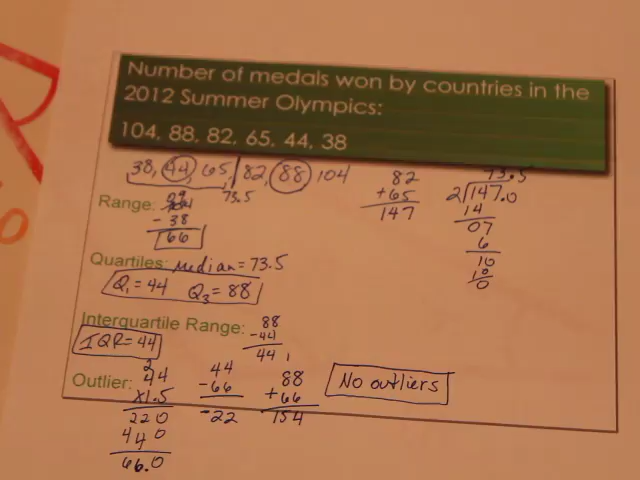 Number of medals won by countries in the
2012 Summer Olympics:
104, 88, 82, 65, 44, 38
38, 44, 65, 82, 88, 104
73.5
Range:
- 38
66
82
+65
147
73.5
2 147.0
14
07
6
10
10
0
Quartiles: median = 73.5
Q1 = 44 Q3 = 88
Interquartile Range:
88
-44
44
IQR = 44
Outlier:
2
44
x1.5
220
440
66.0
44
-66
-22
1
88
+66
154
No outliers